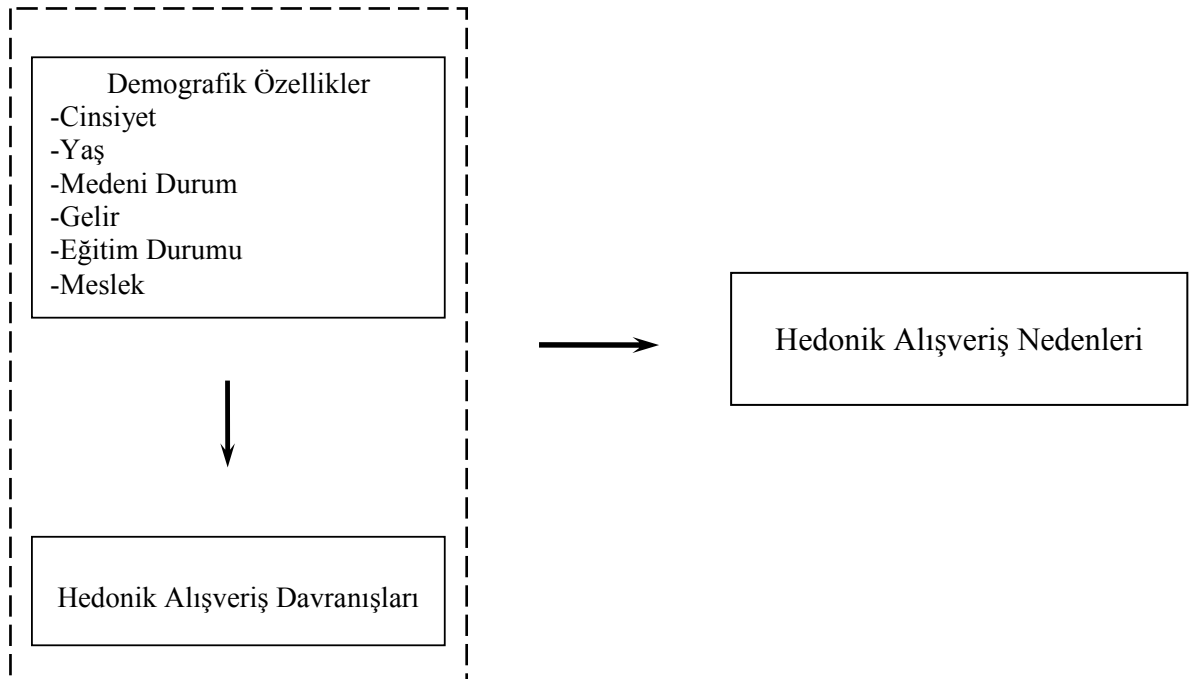 Demografik Özellikler
-Cinsiyet
-Yaş
-Medeni Durum
-Gelir
-Eğitim Durumu
-Meslek
Hedonik Alışveriş Nedenleri
Hedonik Alışveriş Davranışları